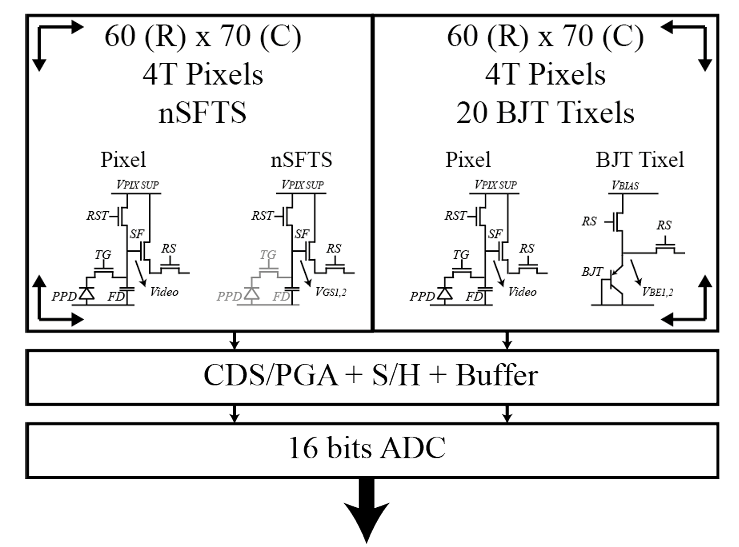 60 (R) x 70 (C)
4T Pixels
nSFTS
60 (R) x 70 (C)
4T Pixels
20 BJT Tixels
Pixel
VPIX SUP
RST
SF
TG
RS
PPD
FD
Video
nSFTS
VPIX SUP
RST
SF
TG
RS
PPD
FD
VGS1,2
Pixel
VPIX SUP
RST
SF
TG
RS
PPD
FD
Video
BJT Tixel
VBIAS
RS
RS
BJT
VBE1,2
CDS/PGA + S/H + Buffer
16 bits ADC